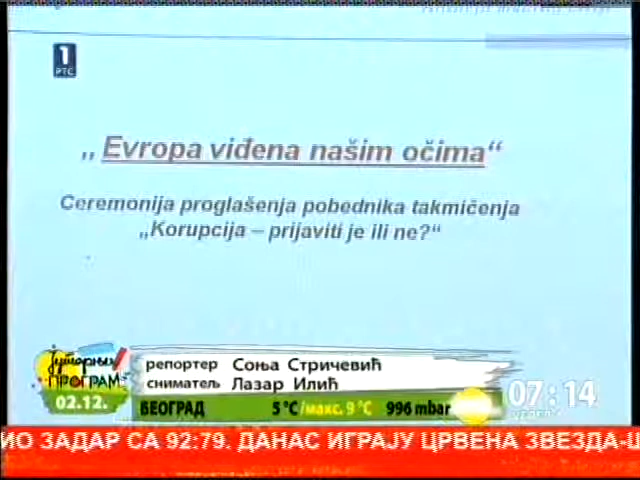 1
РТС
„Evropa viđena našim očima“
Ceremonija proglašenja pobednika takmičenja
„Korupcija – prijaviti je ili ne?“
Јутарњи
ПРОГРАМ
02.12.
репортер Соња Стричевић
сниматељ Лазар Илић
БЕОГРАД 5 °C /макс. 9 °C 996 mbar
07:14
ИО ЗАДАР СА 92:79. ДАНАС ИГРАЈУ ЦРВЕНА ЗВЕЗДА-Ш